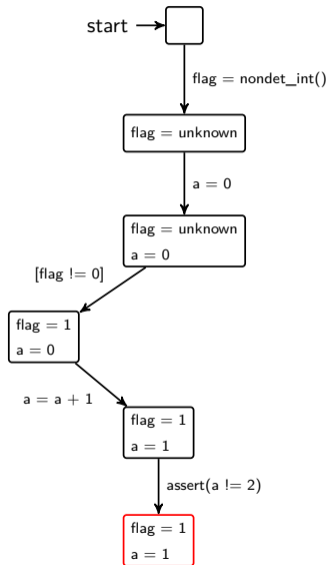 start
flag = nondet_int()
flag = unknown
a = 0
flag = unknown
a = 0
[flag != 0]
flag = 1
a = 0
a = a + 1
flag = 1
a = 1
assert(a != 2)
flag = 1
a = 1